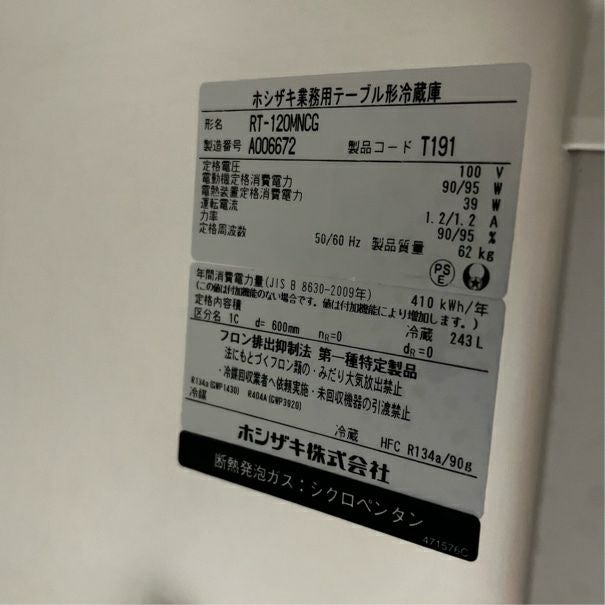 ホシザキ業務用テーブル形冷蔵庫
形名 RT-120MNCG
製造番号 A006672 製品コード T191
定格電圧 100 V
電動機定格消費電力 90/95 W
電熱装置定格消費電力 39 W
運転電流 1.2/1.2 A
力率 90/95 %
定格周波数 50/60 Hz 製品質量 62 kg
PS
E
年間消費電力量(JIS B 8630-2009年) 410 kWh/年
(この値は付加機能のない場合です。値は付加機能により増加します。)
定格内容積 冷蔵 243 L
区分名 1C d= 600mm nR=0 dR=0
フロン排出抑制法 第一種特定製品
法にもとづくフロン類の・みだり大気放出禁止
・冷媒回収業者へ依頼実施・未回収機器の引渡禁止
R134a(GWP1430) R404A(GWP3920)
冷媒 冷蔵 HFC R134a/90g
ホシザキ株式会社
断熱発泡ガス：シクロペンタン
471576C